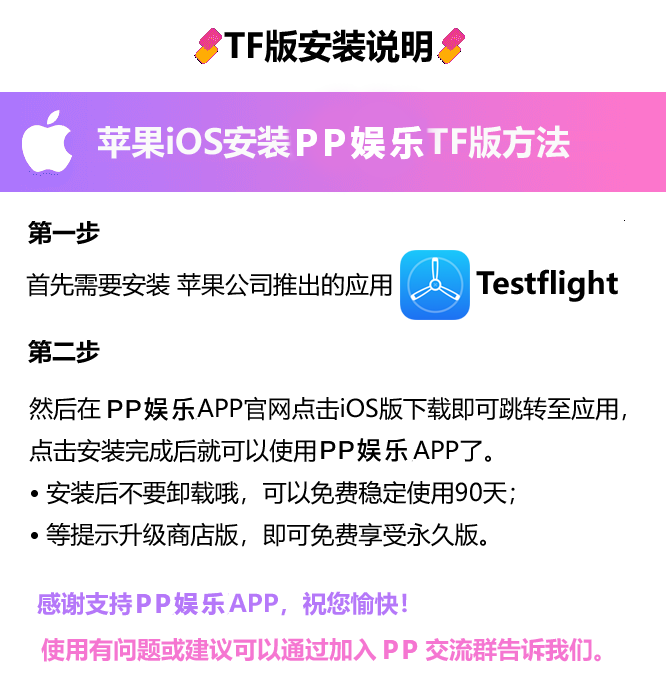 TF版安装说明
苹果iOS安装PP娱乐TF版方法
第一步
首先需要安装 苹果公司推出的应用 Testflight
第二步
然后在 PP娱乐APP官网点击iOS版下载即可跳转至应用，
点击安装完成后就可以使用PP娱乐 APP了。
• 安装后不要卸载哦，可以免费稳定使用90天；
• 等提示升级商店版，即可免费享受永久版。
感谢支持PP娱乐 APP，祝您愉快！
使用有问题或建议可以通过加入 PP 交流群告诉我们。